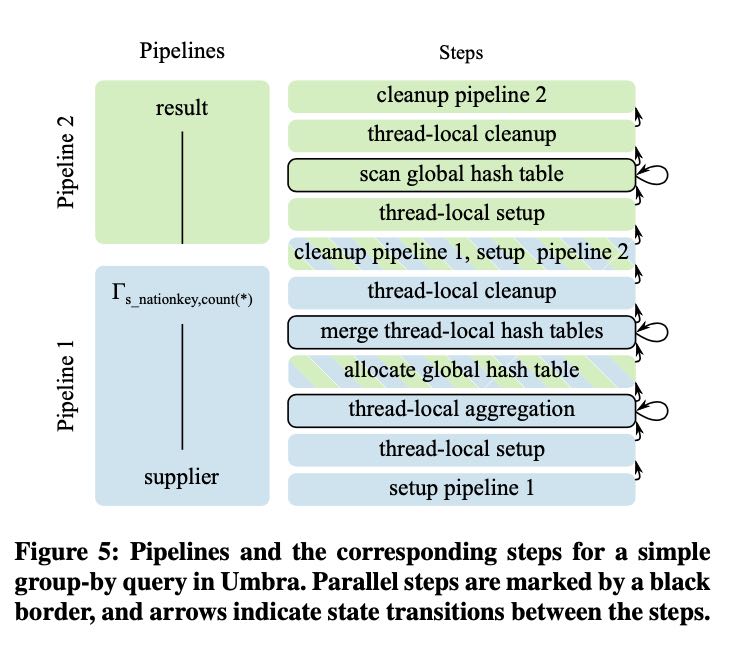 Pipelines
Steps
Pipeline 2
result
cleanup pipeline 2
thread-local cleanup
scan global hash table
thread-local setup
cleanup pipeline 1, setup pipeline 2
Pipeline 1
Γs_nationkey,count(*)
supplier
thread-local cleanup
merge thread-local hash tables
allocate global hash table
thread-local aggregation
thread-local setup
setup pipeline 1
Figure 5: Pipelines and the corresponding steps for a simple
group-by query in Umbra. Parallel steps are marked by a black
border, and arrows indicate state transitions between the steps.